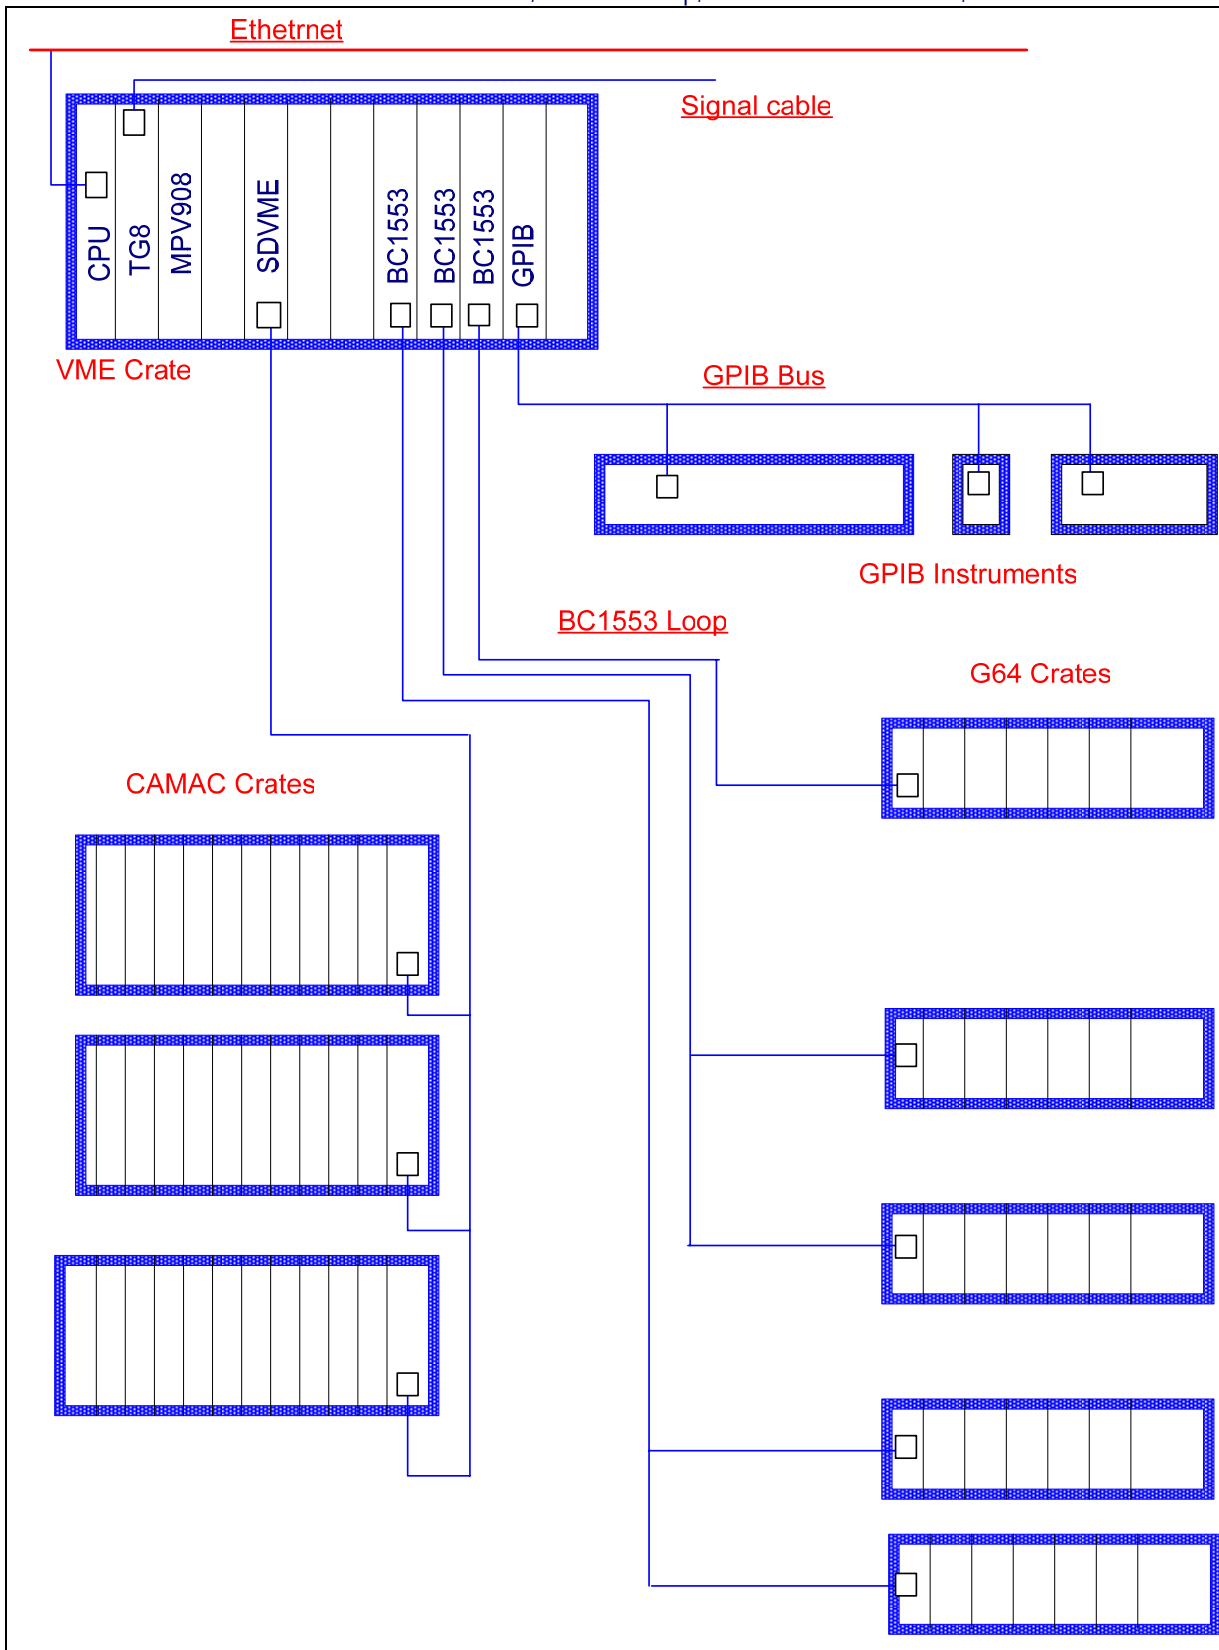 Ethetrnet
Signal cable
CPU
TG8
MPV908
SDVME
BC1553
BC1553
BC1553
GPIB
VME Crate
GPIB Bus
GPIB Instruments
BC1553 Loop
G64 Crates
CAMAC Crates